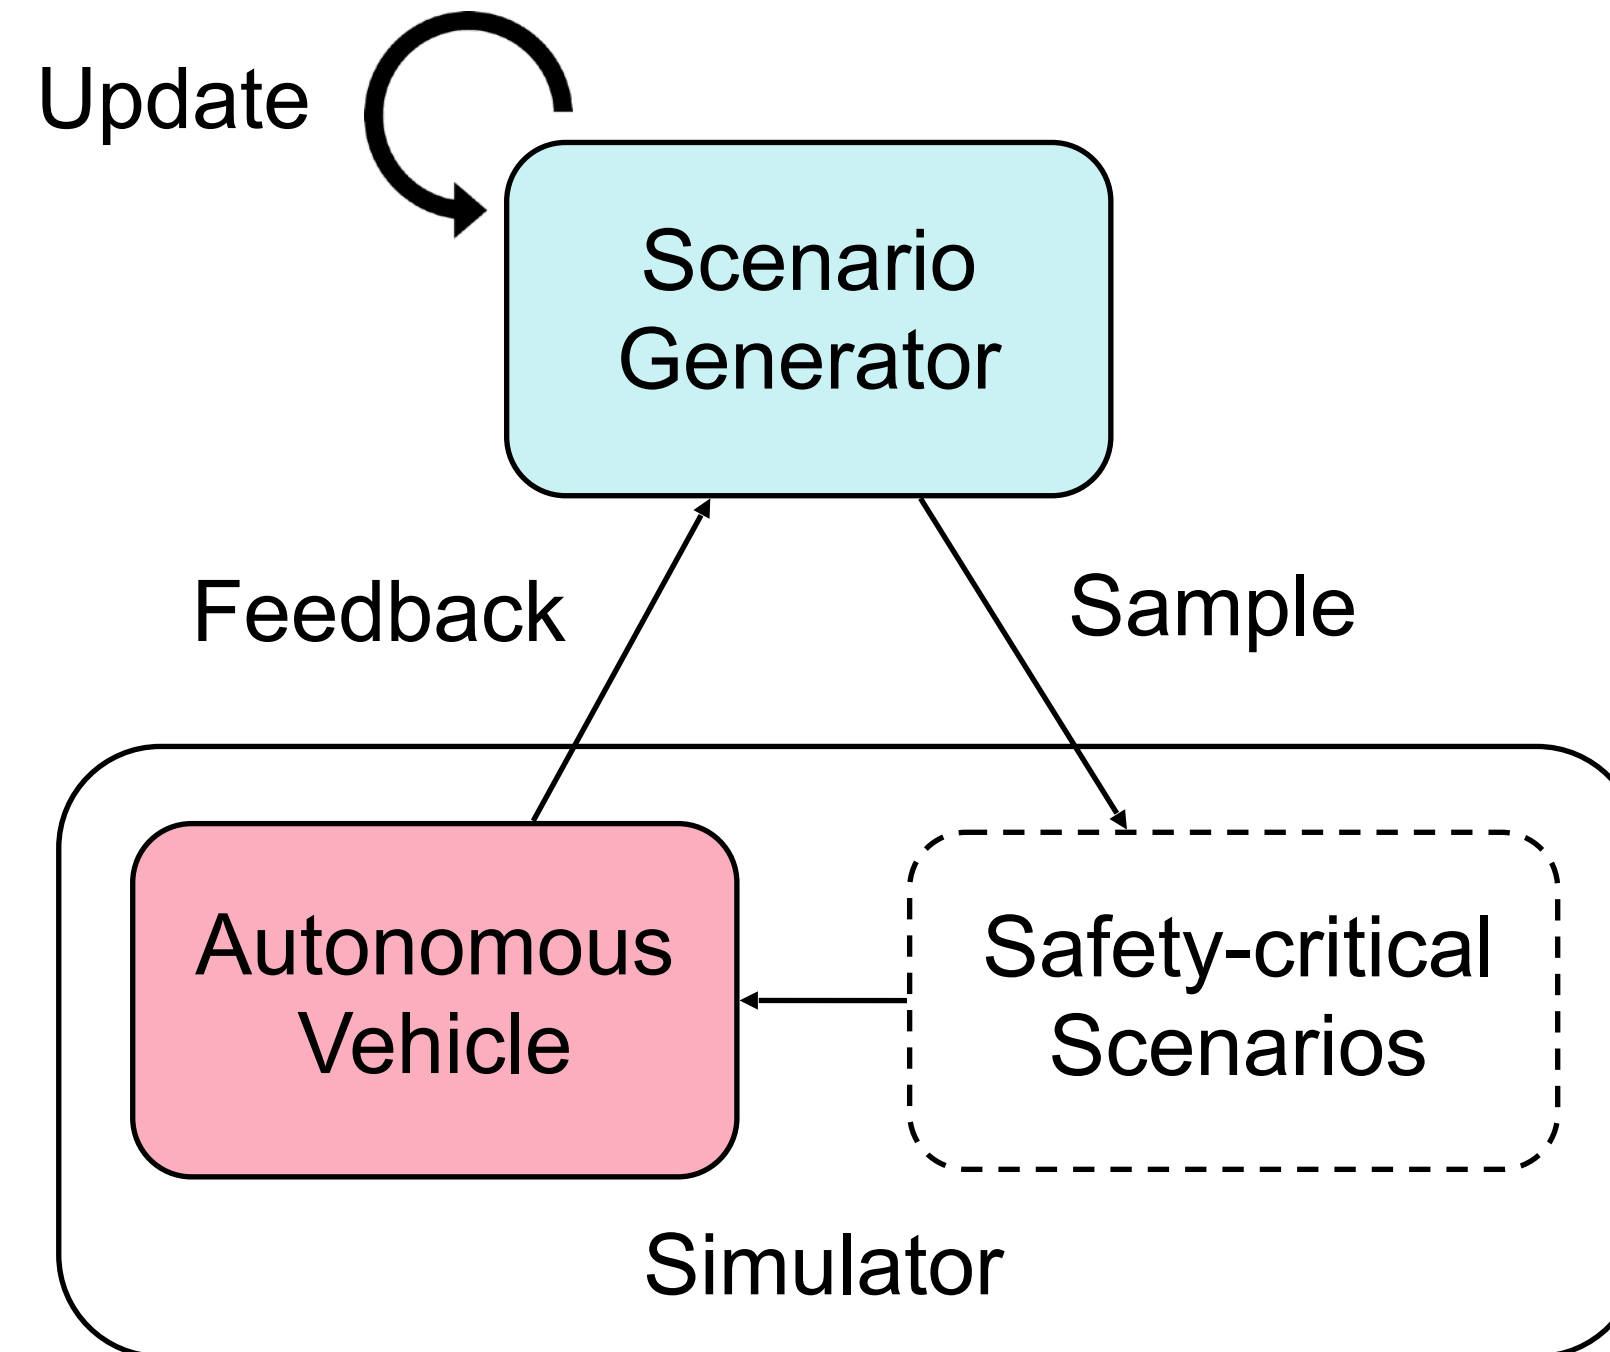 Update
Scenario
Generator
Feedback
Sample
Autonomous
Vehicle
Safety-critical
Scenarios
Simulator